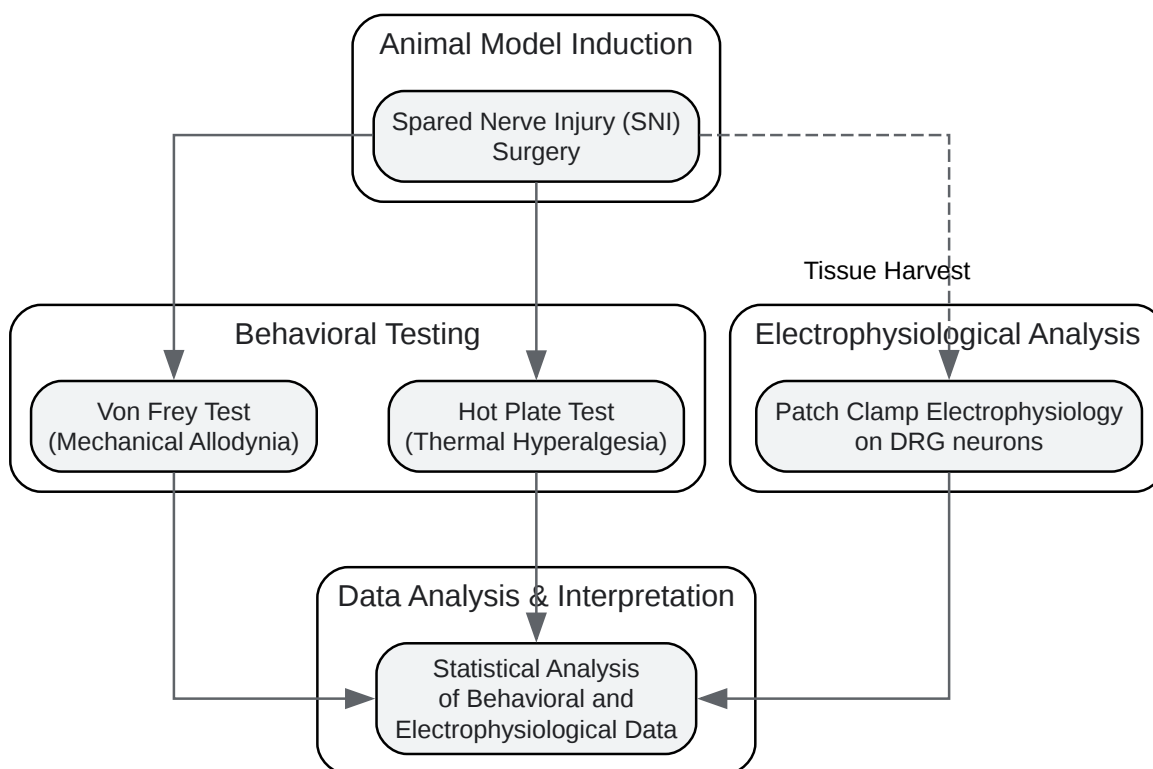 Animal Model Induction
Spared Nerve Injury (SNI)
Surgery
Tissue Harvest
Behavioral Testing
Electrophysiological Analysis
Von Frey Test
(Mechanical Allodynia)
Hot Plate Test
(Thermal Hyperalgesia)
Patch Clamp Electrophysiology
on DRG neurons
Data Analysis & Interpretation
Statistical Analysis
of Behavioral and
Electrophysiological Data